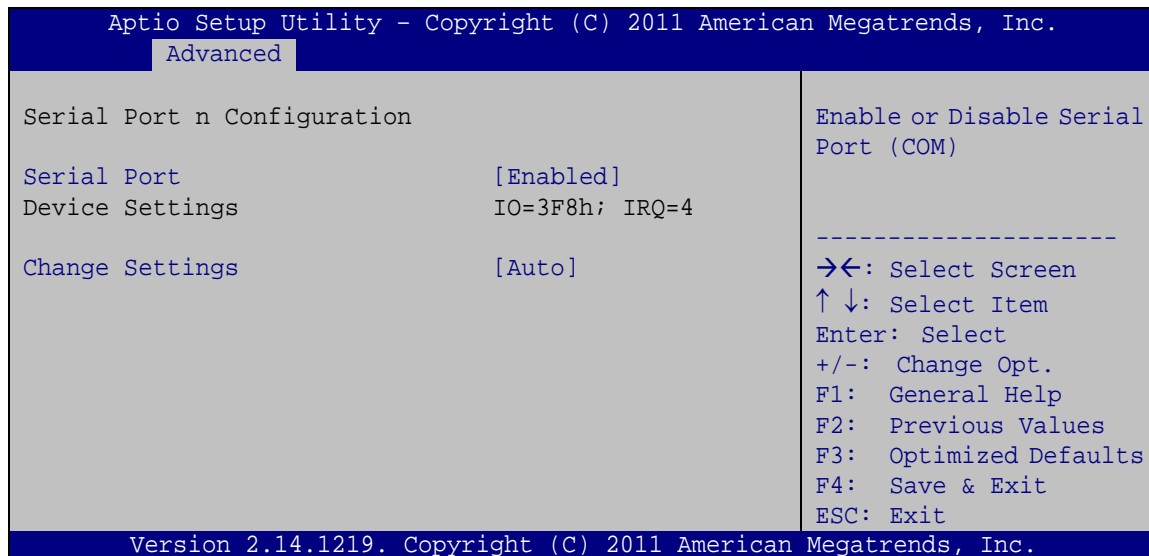 Aptio Setup Utility – Copyright (C) 2011 American Megatrends, Inc.
Advanced
Serial Port n Configuration
Serial Port [Enabled]
Device Settings IO=3F8h; IRQ=4
Change Settings [Auto]
Enable or Disable Serial
Port (COM)
----------------------
→←: Select Screen
↑ ↓: Select Item
Enter: Select
+/-: Change Opt.
F1: General Help
F2: Previous Values
F3: Optimized Defaults
F4: Save & Exit
ESC: Exit
Version 2.14.1219. Copyright (C) 2011 American Megatrends, Inc.